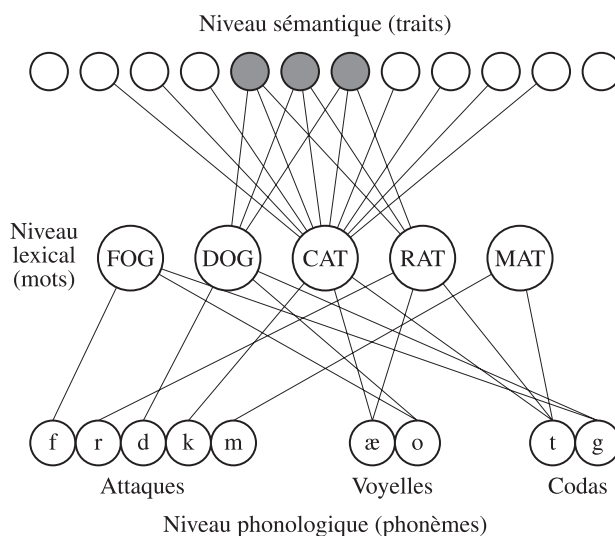 Niveau sémantique (traits)
Niveau
lexical
(mots)
FOG DOG CAT RAT MAT
f r d k m æ o t g
Attaques Voyelles Codas
Niveau phonologique (phonèmes)